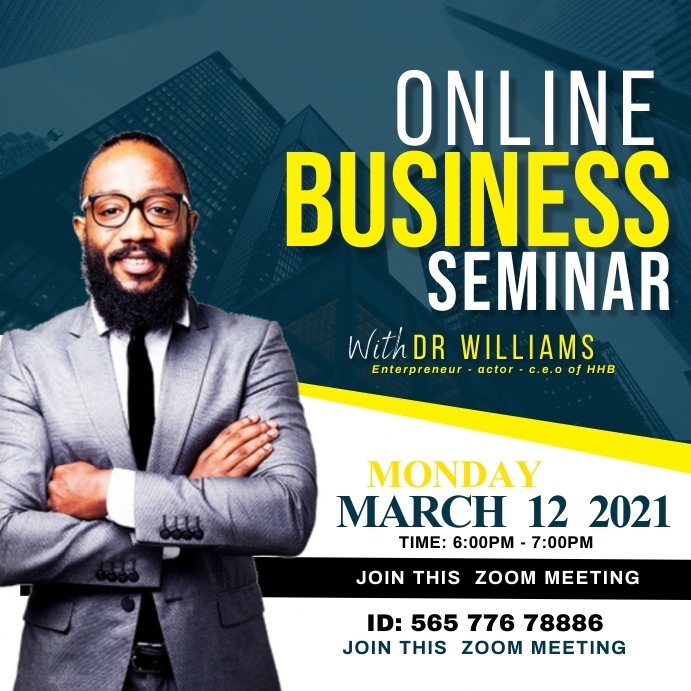 ONLINE
BUSINESS
SEMINAR
With DR WILLIAMS
Enterpreneur - actor - c.e.o of HHB
MONDAY
MARCH 12 2021
TIME: 6:00PM - 7:00PM
JOIN THIS ZOOM MEETING
ID: 565 776 78886
JOIN THIS ZOOM MEETING